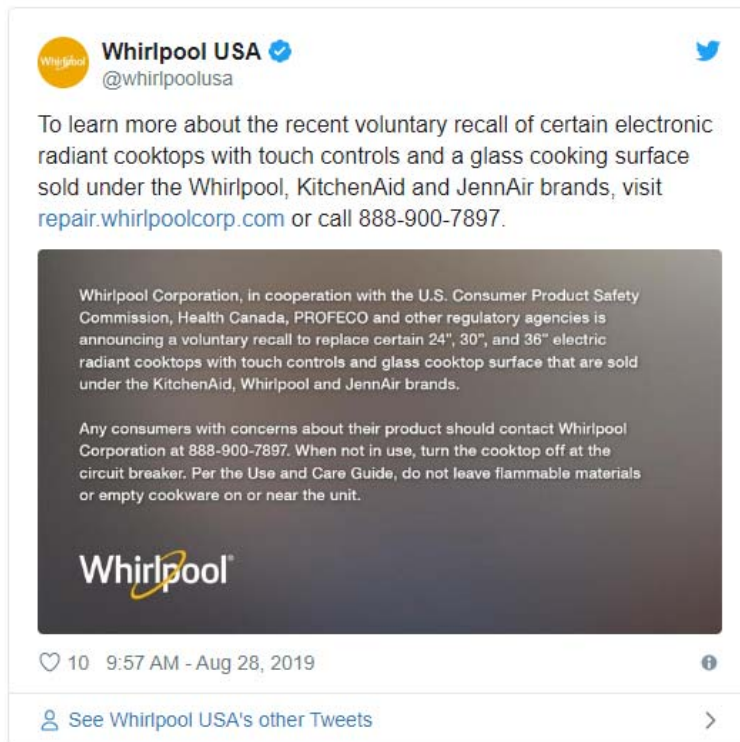 Whirlpool
Whirlpool USA
@whirlpoolusa
To learn more about the recent voluntary recall of certain electronic
radiant cooktops with touch controls and a glass cooking surface
sold under the Whirlpool, KitchenAid and JennAir brands, visit
repair.whirlpoolcorp.com or call 888-900-7897.
Whirlpool Corporation, in cooperation with the U.S. Consumer Product Safety
Commission, Health Canada, PROFECO and other regulatory agencies is
announcing a voluntary recall to replace certain 24", 30", and 36" electric
radiant cooktops with touch controls and glass cooktop surface that are sold
under the KitchenAid, Whirlpool and JennAir brands.
Any consumers with concerns about their product should contact Whirlpool
Corporation at 888-900-7897. When not in use, turn the cooktop off at the
circuit breaker. Per the Use and Care Guide, do not leave flammable materials
or empty cookware on or near the unit.
Whirlpool®
10 9:57 AM - Aug 28, 2019
See Whirlpool USA's other Tweets